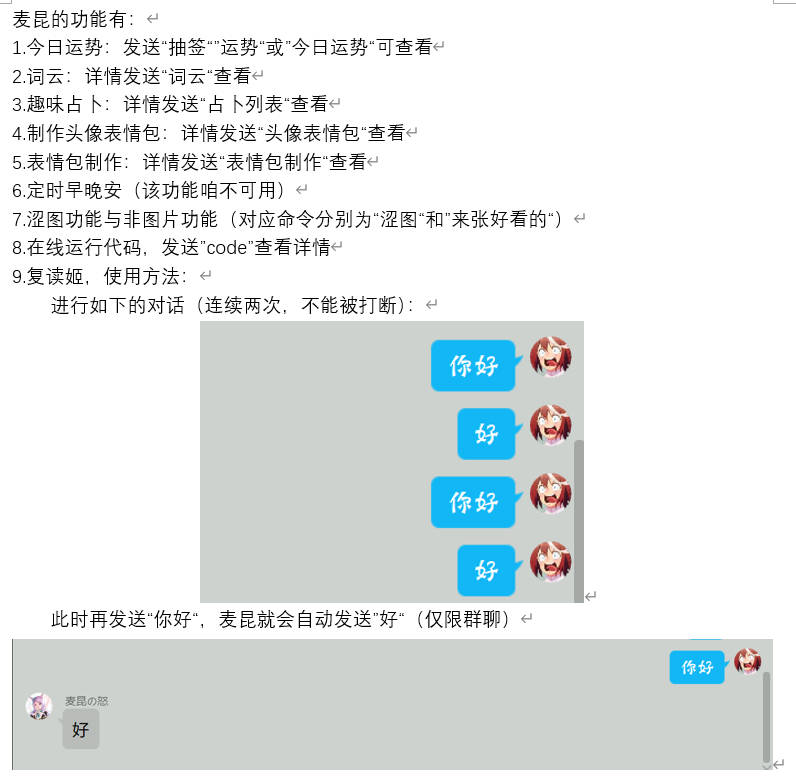 麦昆的功能有：
1.今日运势：发送“抽签“”运势“或”今日运势“可查看
2.词云：详情发送“词云“查看
3.趣味占卜：详情发送“占卜列表“查看
4.制作头像表情包：详情发送“头像表情包“查看
5.表情包制作：详情发送“表情包制作“查看
6.定时早晚安（该功能咱不可用）
7.涩图功能与非图片功能（对应命令分别为“涩图“和”来张好看的“）
8.在线运行代码，发送”code”查看详情
9.复读姬，使用方法：
进行如下的对话（连续两次，不能被打断）：
你好
好
你好
好
此时再发送“你好“，麦昆就会自动发送”好“（仅限群聊）
你好
麦昆の怒
好